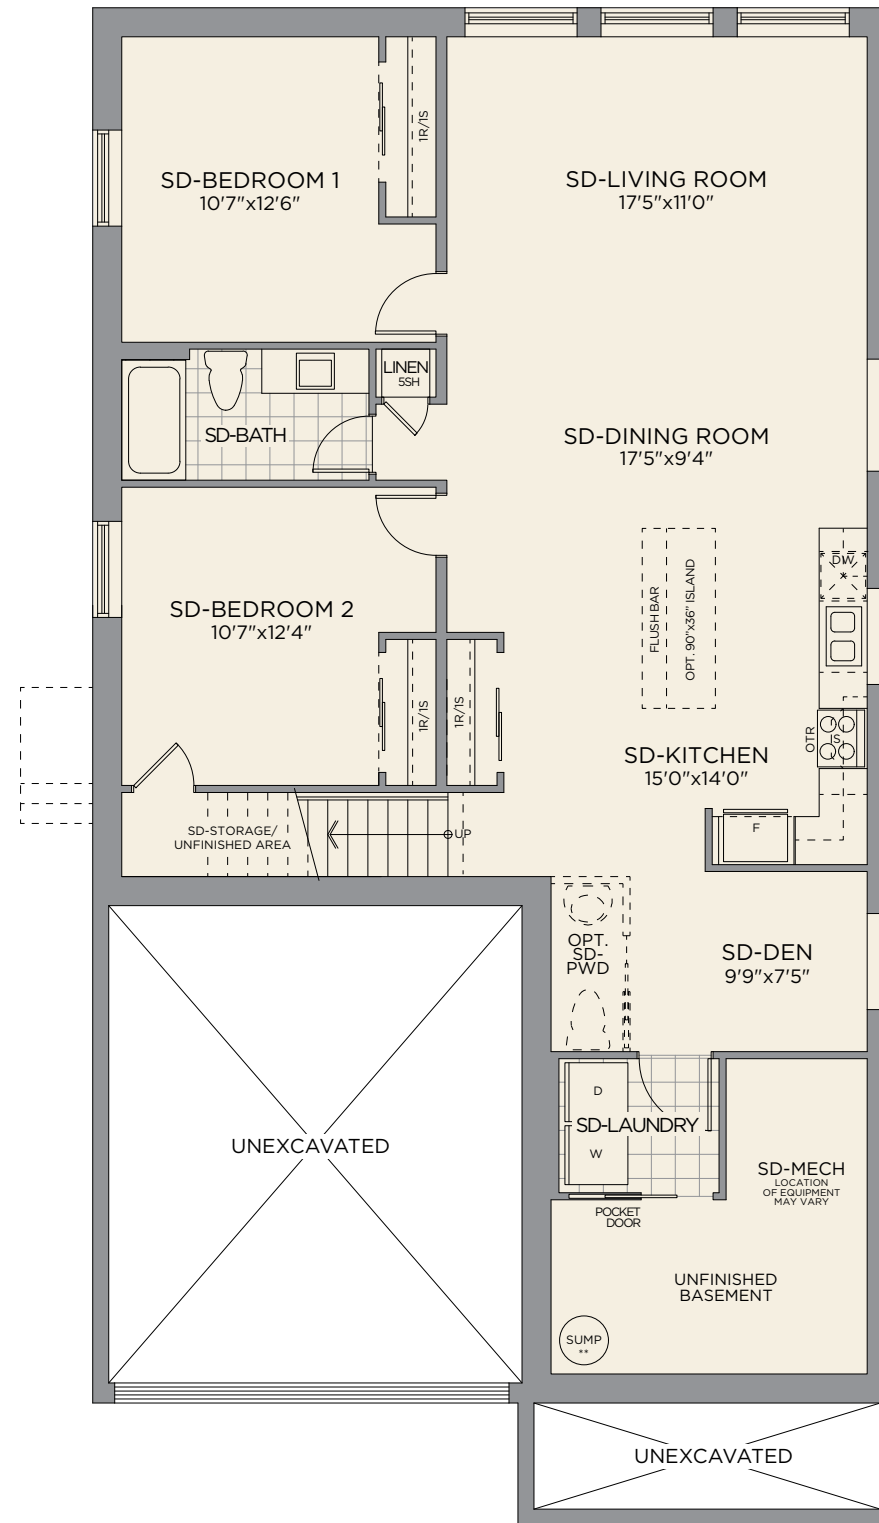 SD-BEDROOM 1
10'7"x12'6"
1R/1S
SD-LIVING ROOM
17'5"x11'0"
LINEN
5SH
SD-BATH
SD-DINING ROOM
17'5"x9'4"
SD-BEDROOM 2
10'7"x12'4"
1R/1S
1R/1S
FLUSH BAR
OPT. 90"x36" ISLAND
DW
OTR
IS
SD-KITCHEN
15'0"x14'0"
F
SD-STORAGE/
UNFINISHED AREA
UP
OPT.
SD-
PWD
SD-DEN
9'9"x7'5"
D
SD-LAUNDRY
W
UNEXCAVATED
SD-MECH
LOCATION
OF EQUIPMENT
MAY VARY
POCKET
DOOR
UNFINISHED
BASEMENT
SUMP
**
UNEXCAVATED